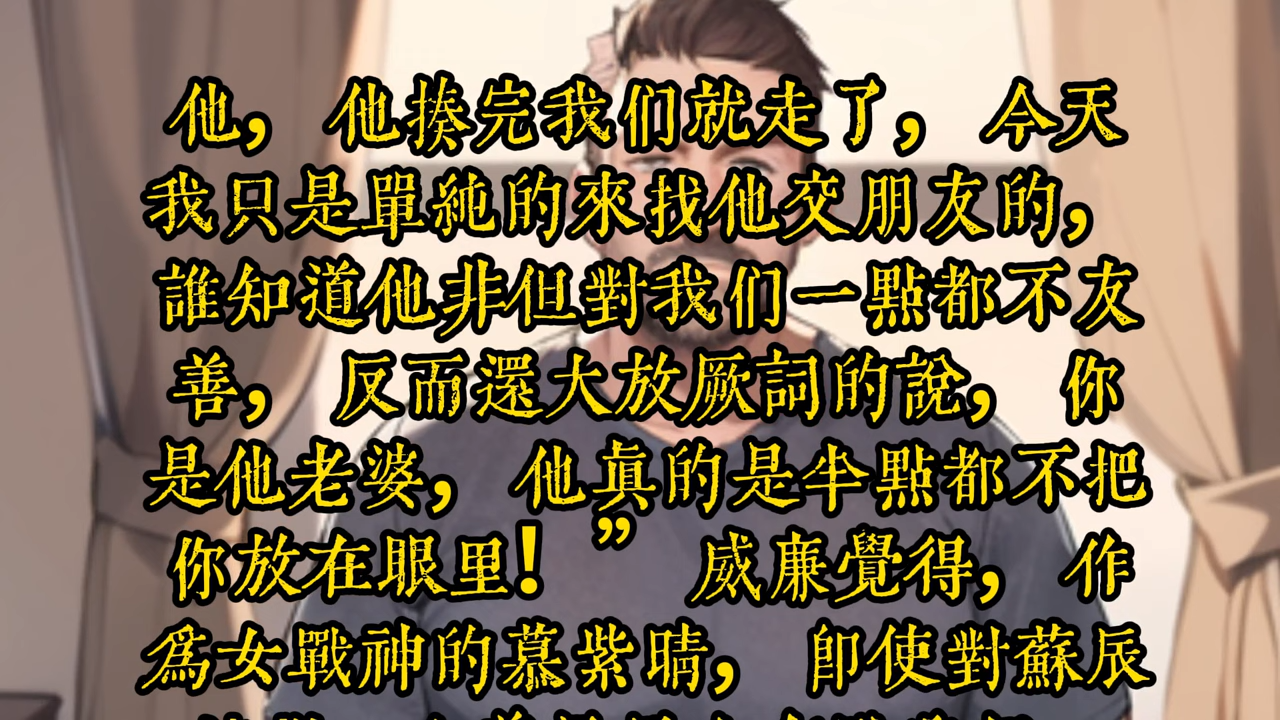 他， 他揍完我们就走了， 今天
我只是單純的來找他交朋友的，
誰知道他非但對我们一點都不友
善， 反而還大放厥詞的說， 你
是他老婆， 他真的是半點都不把
你放在眼里！ ” 威廉覺得， 作
爲女戰神的慕紫晴， 即使對蘇辰